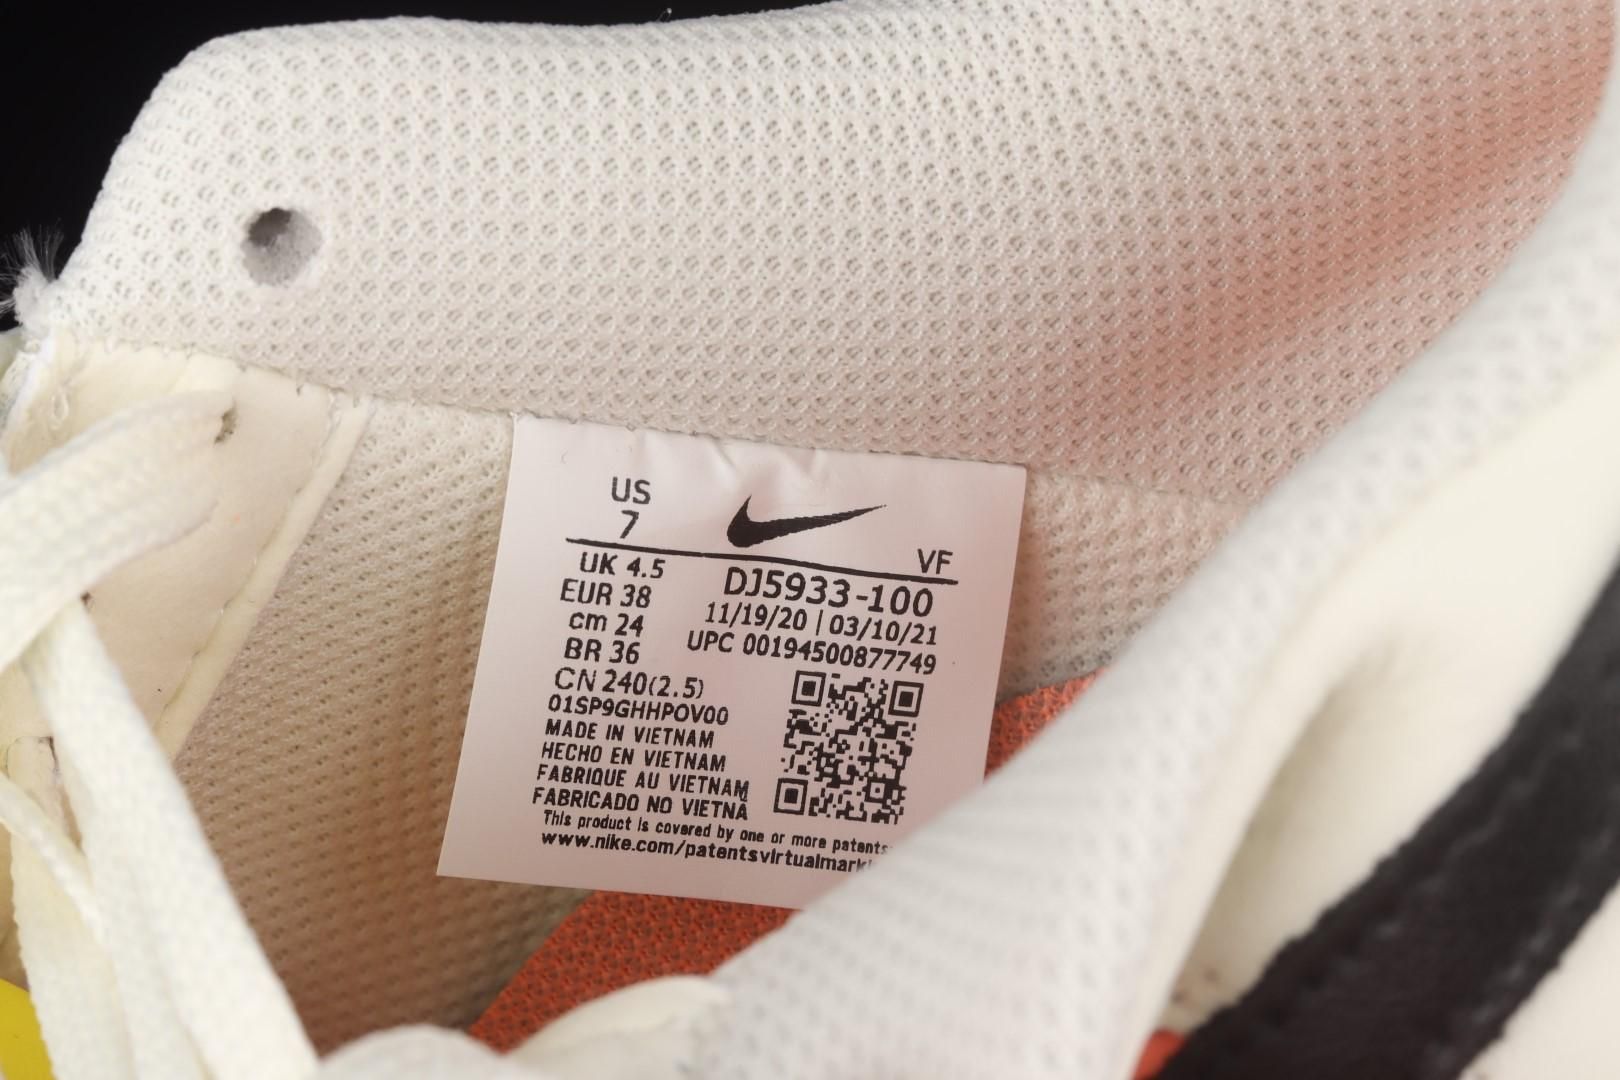 US
7
VF
UK 4.5
EUR 38
cm 24
BR 36
CN 240(2.5)
DJ5933-100
11/19/20 | 03/10/21
UPC 00194500877749
01SP9GHHPOV00
MADE IN VIETNAM
HECHO EN VIETNAM
FABRIQUE AU VIETNAM
FABRICADO NO VIETNÃ
This product is covered by one or more patents
www.nike.com/patentsvirtualmark